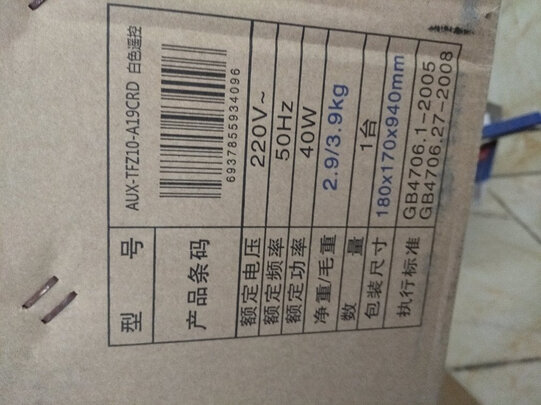 型 号 AUX-TFZ10-A19CRD 白色遥控
产品条码 6937855934096
额定电压 220V~
额定频率 50Hz
额定功率 40W
净重/毛重 2.9/3.9kg
数 量 1台
包装尺寸 180x170x940mm
执行标准 GB4706.1-2005
GB4706.27-2008